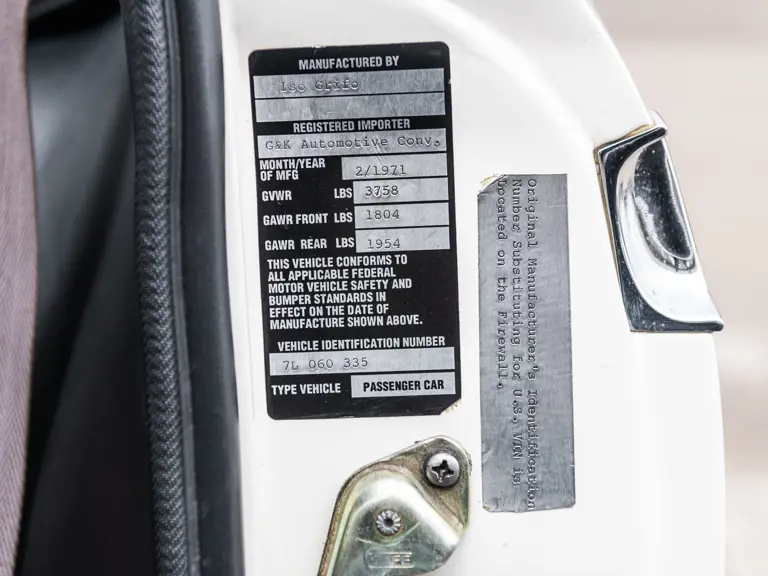 MANUFACTURED BY
Iso Grifo
REGISTERED IMPORTER
G&K Automotive Conv.
MONTH/YEAR
OF MFG 2/1971
GVWR LBS 3758
GAWR FRONT LBS 1804
GAWR REAR LBS 1954
THIS VEHICLE CONFORMS TO
ALL APPLICABLE FEDERAL
MOTOR VEHICLE SAFETY AND
BUMPER STANDARDS IN
EFFECT ON THE DATE OF
MANUFACTURE SHOWN ABOVE.
VEHICLE IDENTIFICATION NUMBER
7L 060 335
TYPE VEHICLE PASSENGER CAR
Original Manufacturer's Identification
Number Substituting for U.S. VIN is
Located on the Firewall.